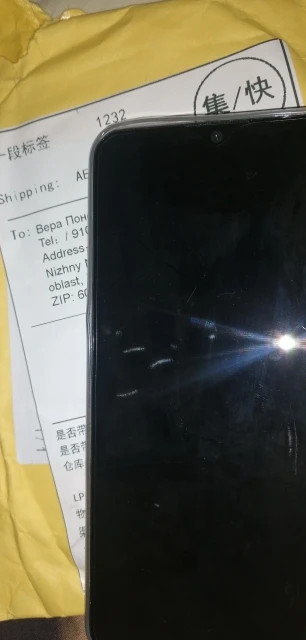 集/快
1232
一段标签
Shipping: AE
To: Вера Пон
Tel: / 910
Address
Nizhny
oblast,
ZIP: 60
是否带
是否带
仓库
LP
物
渠